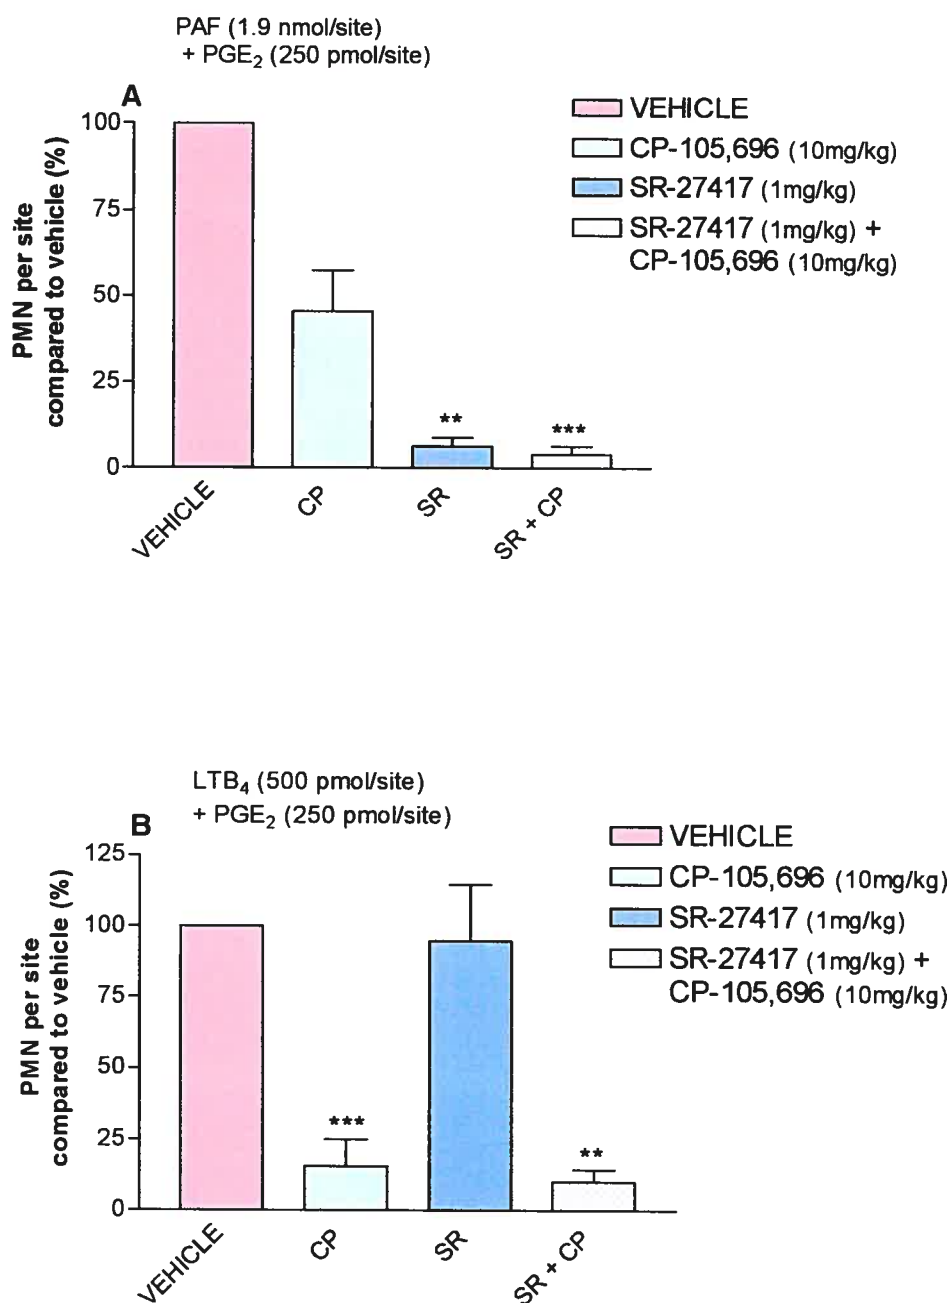 PAF (1.9 nmol/site)
+ PGE₂ (250 pmol/site)
A
PMN per site
compared to vehicle (%)
100
75
50
25
0
**
***
VEHICLE
CP
SR
SR + CP
VEHICLE
CP-105,696 (10mg/kg)
SR-27417 (1mg/kg)
SR-27417 (1mg/kg) +
CP-105,696 (10mg/kg)
LTB₄ (500 pmol/site)
+ PGE₂ (250 pmol/site)
B
PMN per site
compared to vehicle (%)
125
100
75
50
25
0
***
**
VEHICLE
CP
SR
SR + CP
VEHICLE
CP-105,696 (10mg/kg)
SR-27417 (1mg/kg)
SR-27417 (1mg/kg) +
CP-105,696 (10mg/kg)